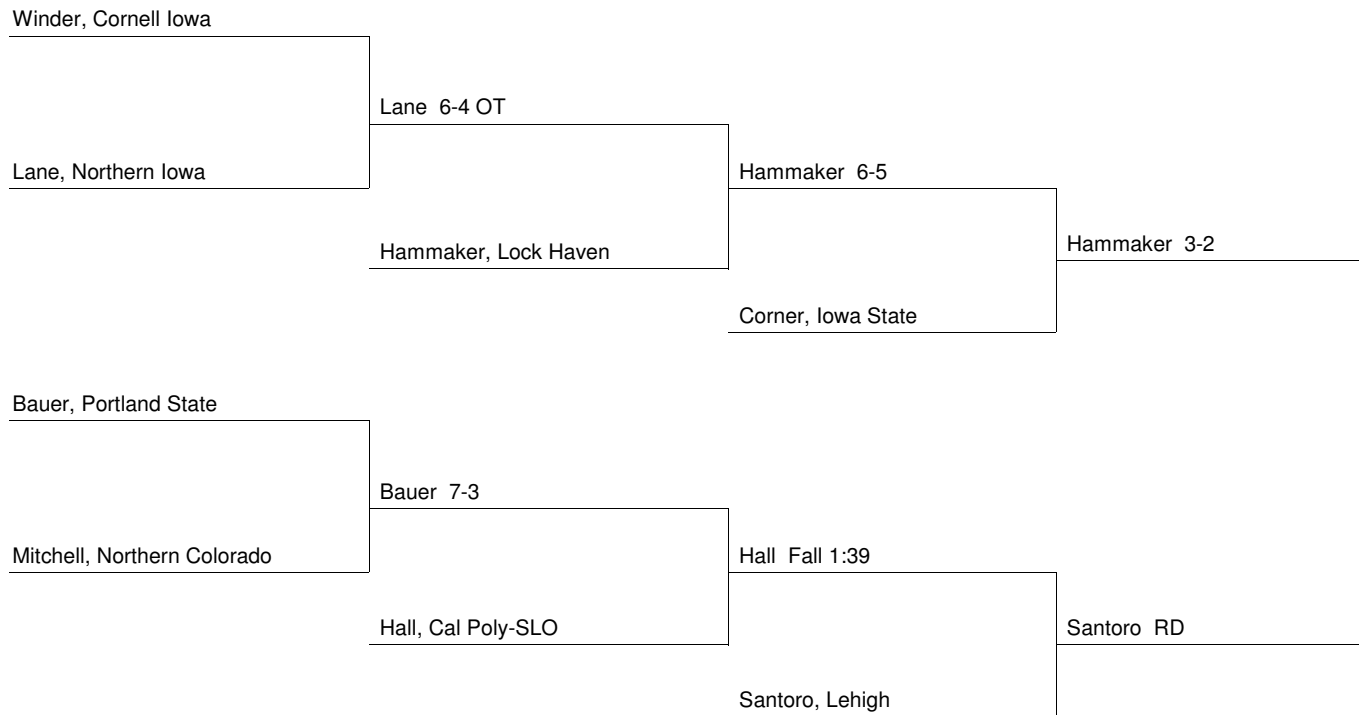 Winder, Cornell Iowa
Lane 6-4 OT
Lane, Northern Iowa
Hammaker 6-5
Hammaker, Lock Haven
Hammaker 3-2
Corner, Iowa State
Bauer, Portland State
Bauer 7-3
Mitchell, Northern Colorado
Hall Fall 1:39
Hall, Cal Poly-SLO
Santoro RD
Santoro, Lehigh